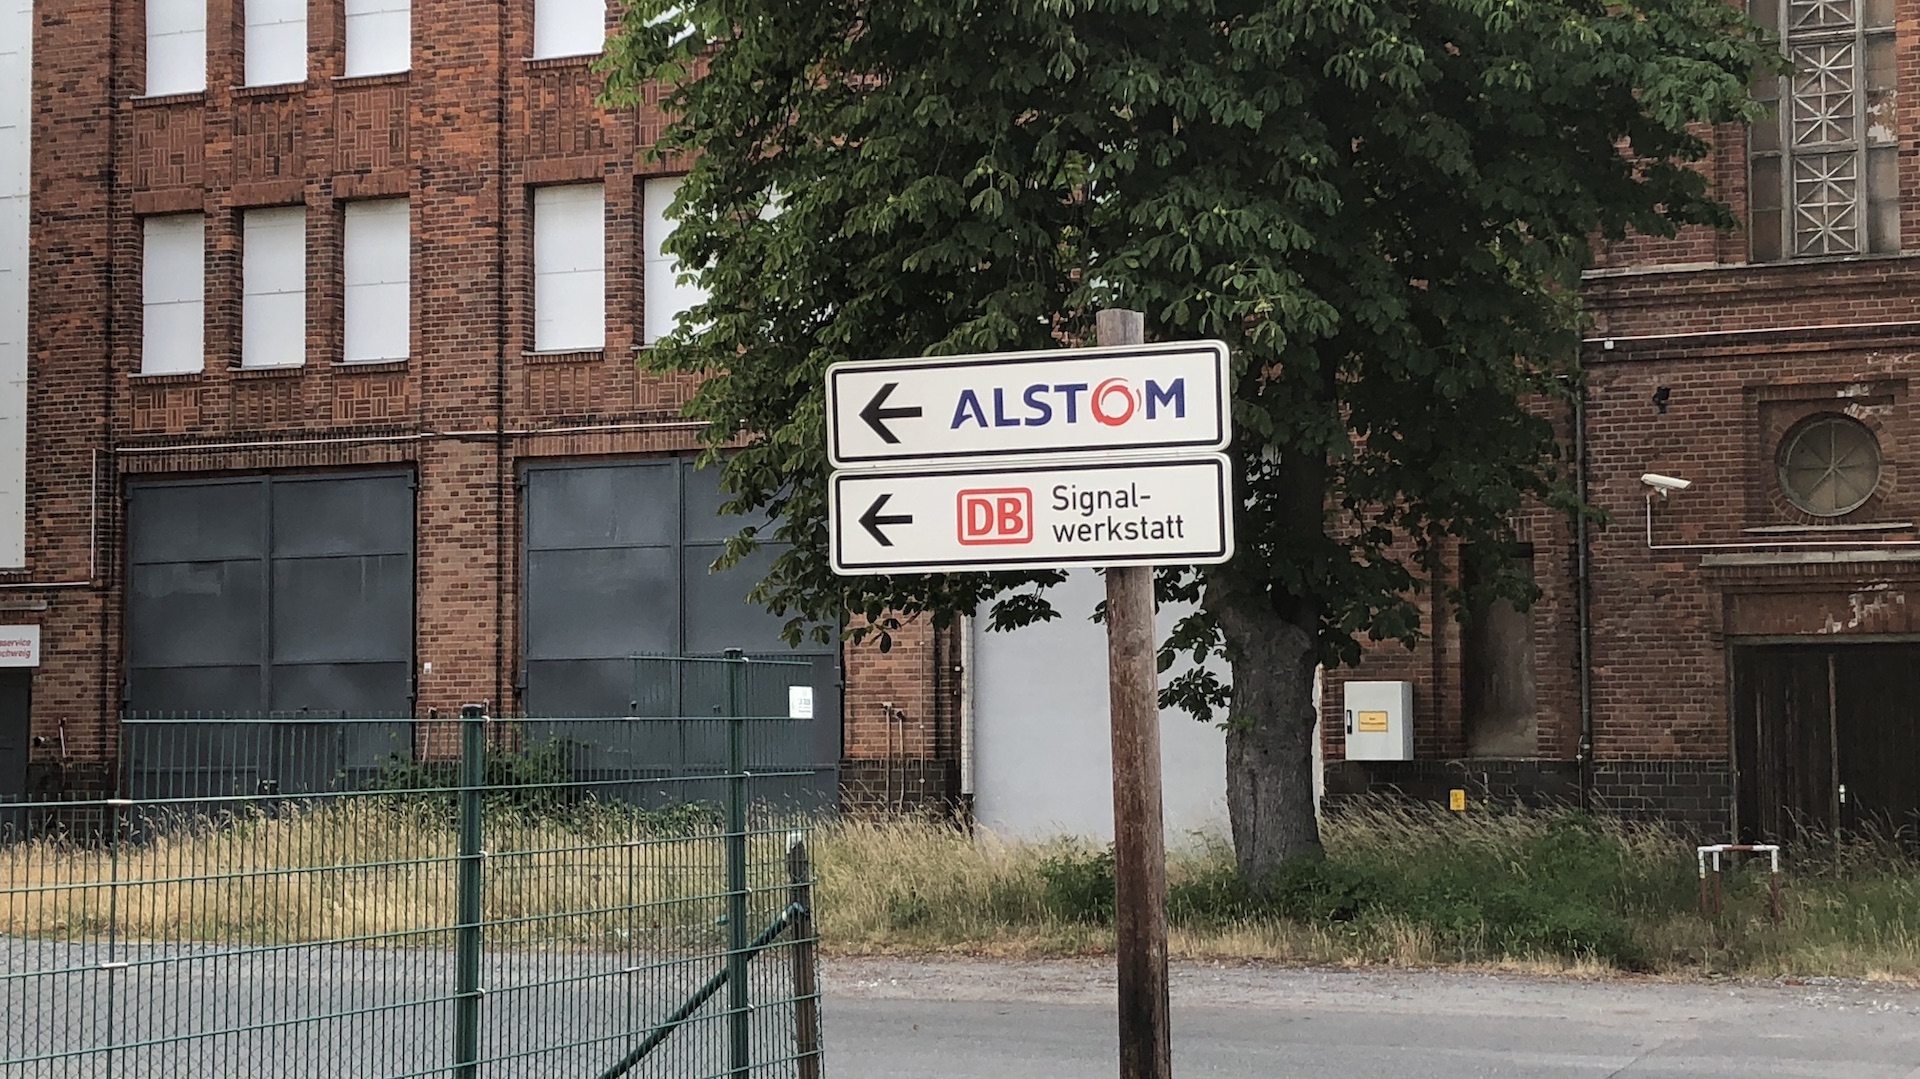 ALSTOM
DB Signal-
werkstatt